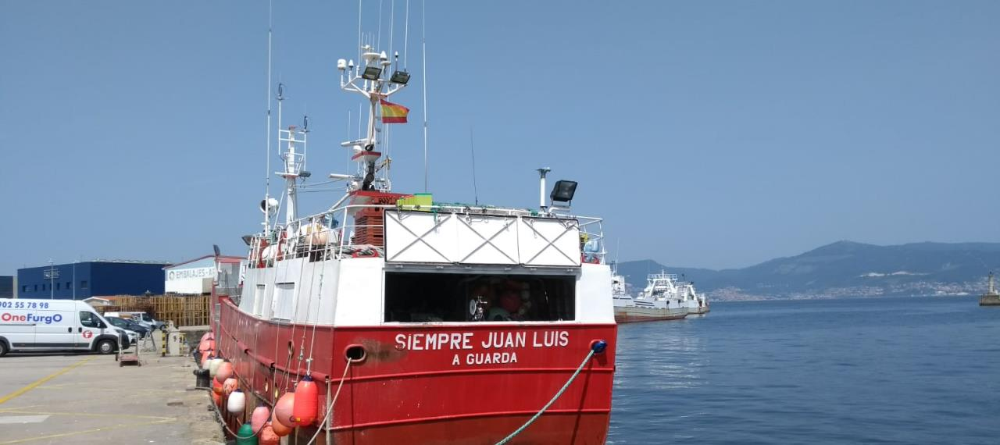 EMBALAJES
902 55 78 98
OneFurgO
SIEMPRE JUAN LUIS
A GUARDA